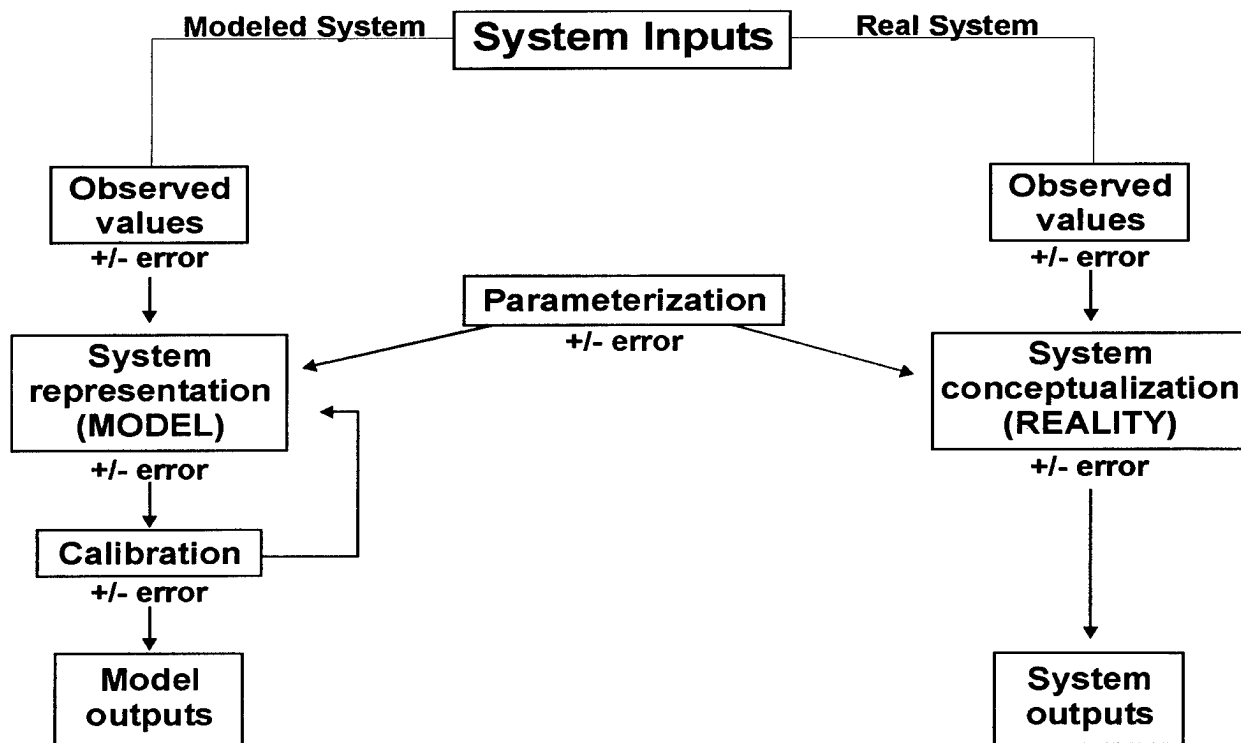 Modeled System
System Inputs
Real System
Observed
values
+/- error
Observed
values
+/- error
Parameterization
+/- error
System
representation
(MODEL)
+/- error
System
conceptualization
(REALITY)
+/- error
Calibration
+/- error
Model
outputs
System
outputs